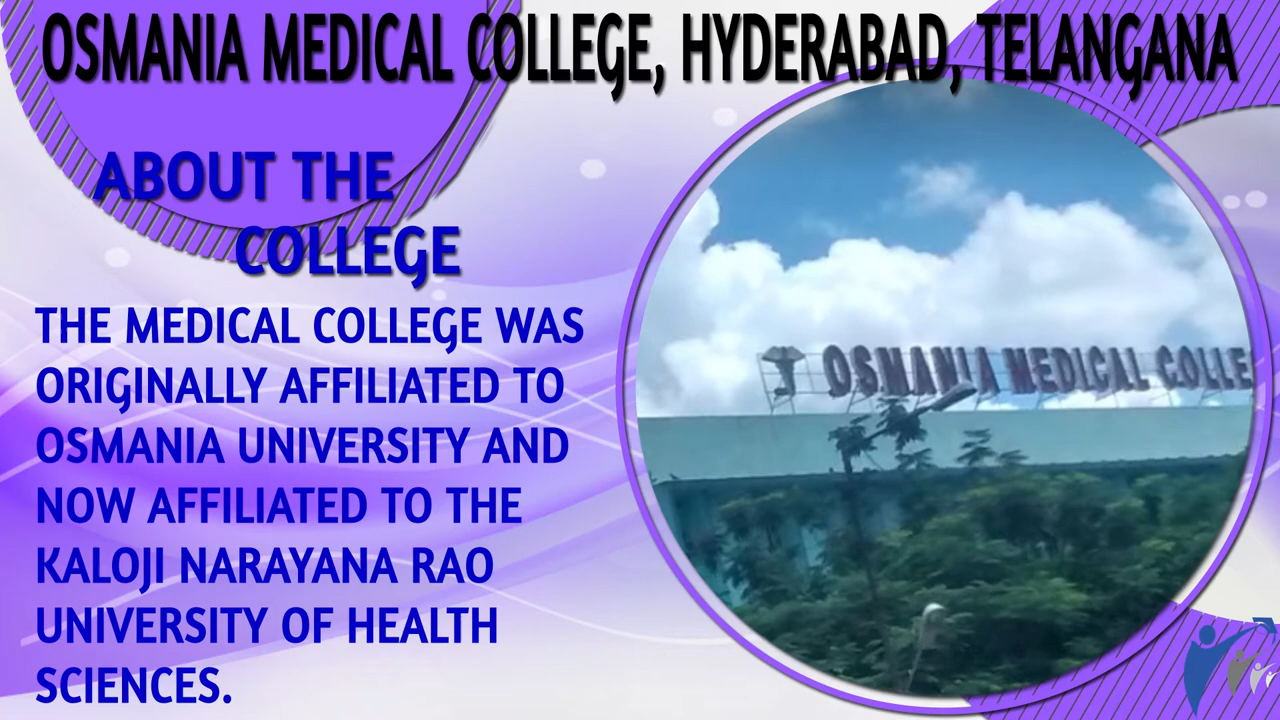 OSMANIA MEDICAL COLLEGE, HYDERABAD, TELANGANA
ABOUT THE
COLLEGE
THE MEDICAL COLLEGE WAS
ORIGINALLY AFFILIATED TO
OSMANIA UNIVERSITY AND
NOW AFFILIATED TO THE
KALOJI NARAYANA RAO
UNIVERSITY OF HEALTH
SCIENCES.
OSMANIA MEDICAL COLLE